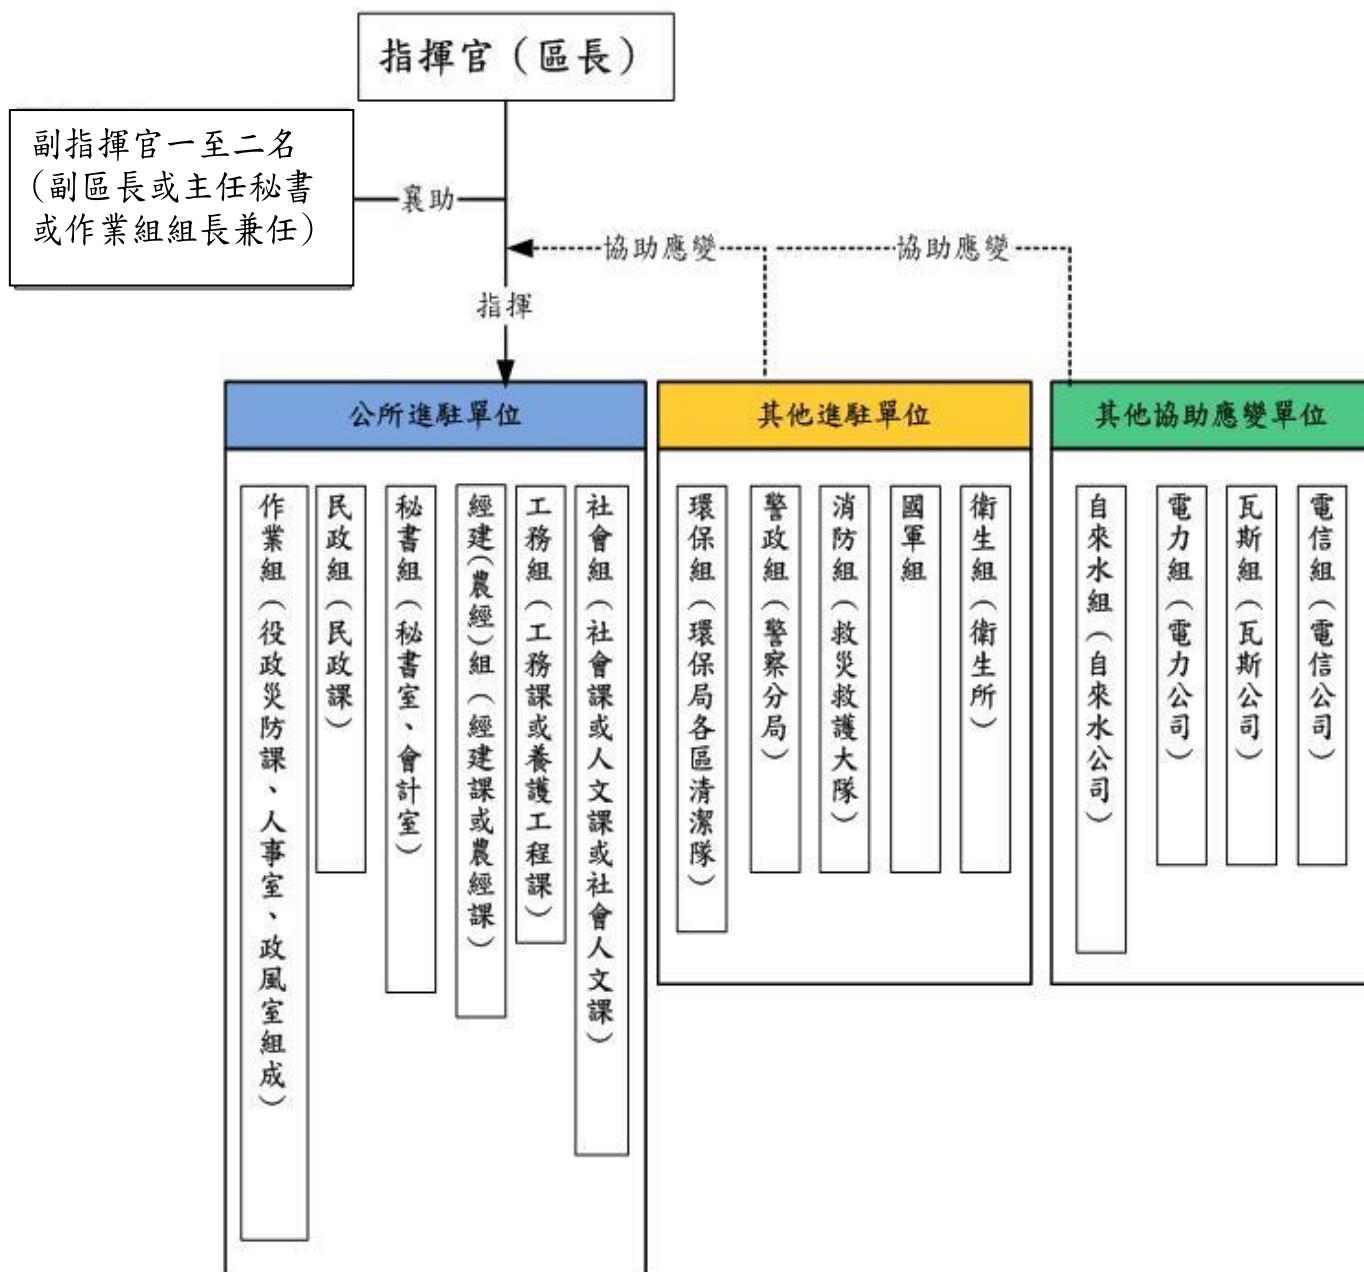 指揮官（區長）
副指揮官一至二名
（副區長或主任秘書
或作業組組長兼任）
襄助
協助應變
協助應變
指揮
公所進駐單位
作業組（役政災防課、人事室、政風室組成）
民政組（民政課）
秘書組（秘書室、會計室）
經建（農經）組（經建課或農經課）
工務組（工務課或養護工程課）
社會組（社會課或人文課或社會人文課）
其他進駐單位
環保組（環保局各區清潔隊）
警政組（警察分局）
消防組（救災救護大隊）
國軍組
衛生組（衛生所）
其他協助應變單位
自來水組（自來水公司）
電力組（電力公司）
瓦斯組（瓦斯公司）
電信組（電信公司）